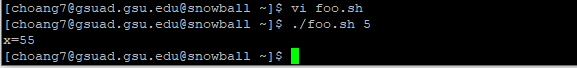 [choang7@gsuad.gsu.edu@snowball ~]$ vi foo.sh
[choang7@gsuad.gsu.edu@snowball ~]$ ./foo.sh 5
x=55
[choang7@gsuad.gsu.edu@snowball ~]$